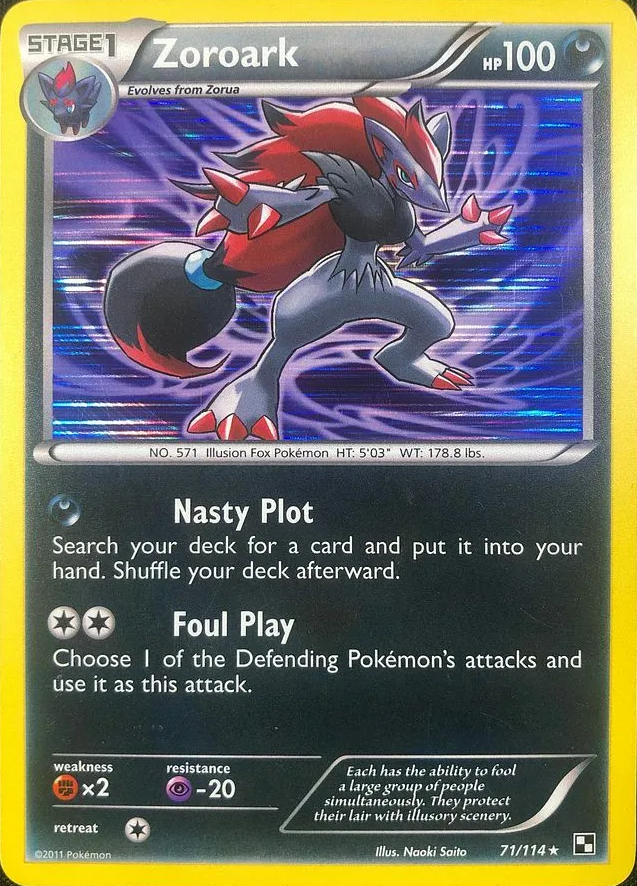 STAGE1
Zoroark
HP100
Evolves from Zorua
NO. 571 Illusion Fox Pokémon HT: 5'03" WT: 178.8 lbs.
Nasty Plot
Search your deck for a card and put it into your
hand. Shuffle your deck afterward.
Foul Play
Choose 1 of the Defending Pokémon's attacks and
use it as this attack.
weakness
×2
resistance
-20
retreat
Each has the ability to fool
a large group of people
simultaneously. They protect
their lair with illusory scenery.
©2011 Pokémon
Illus. Naoki Saito
71/114★